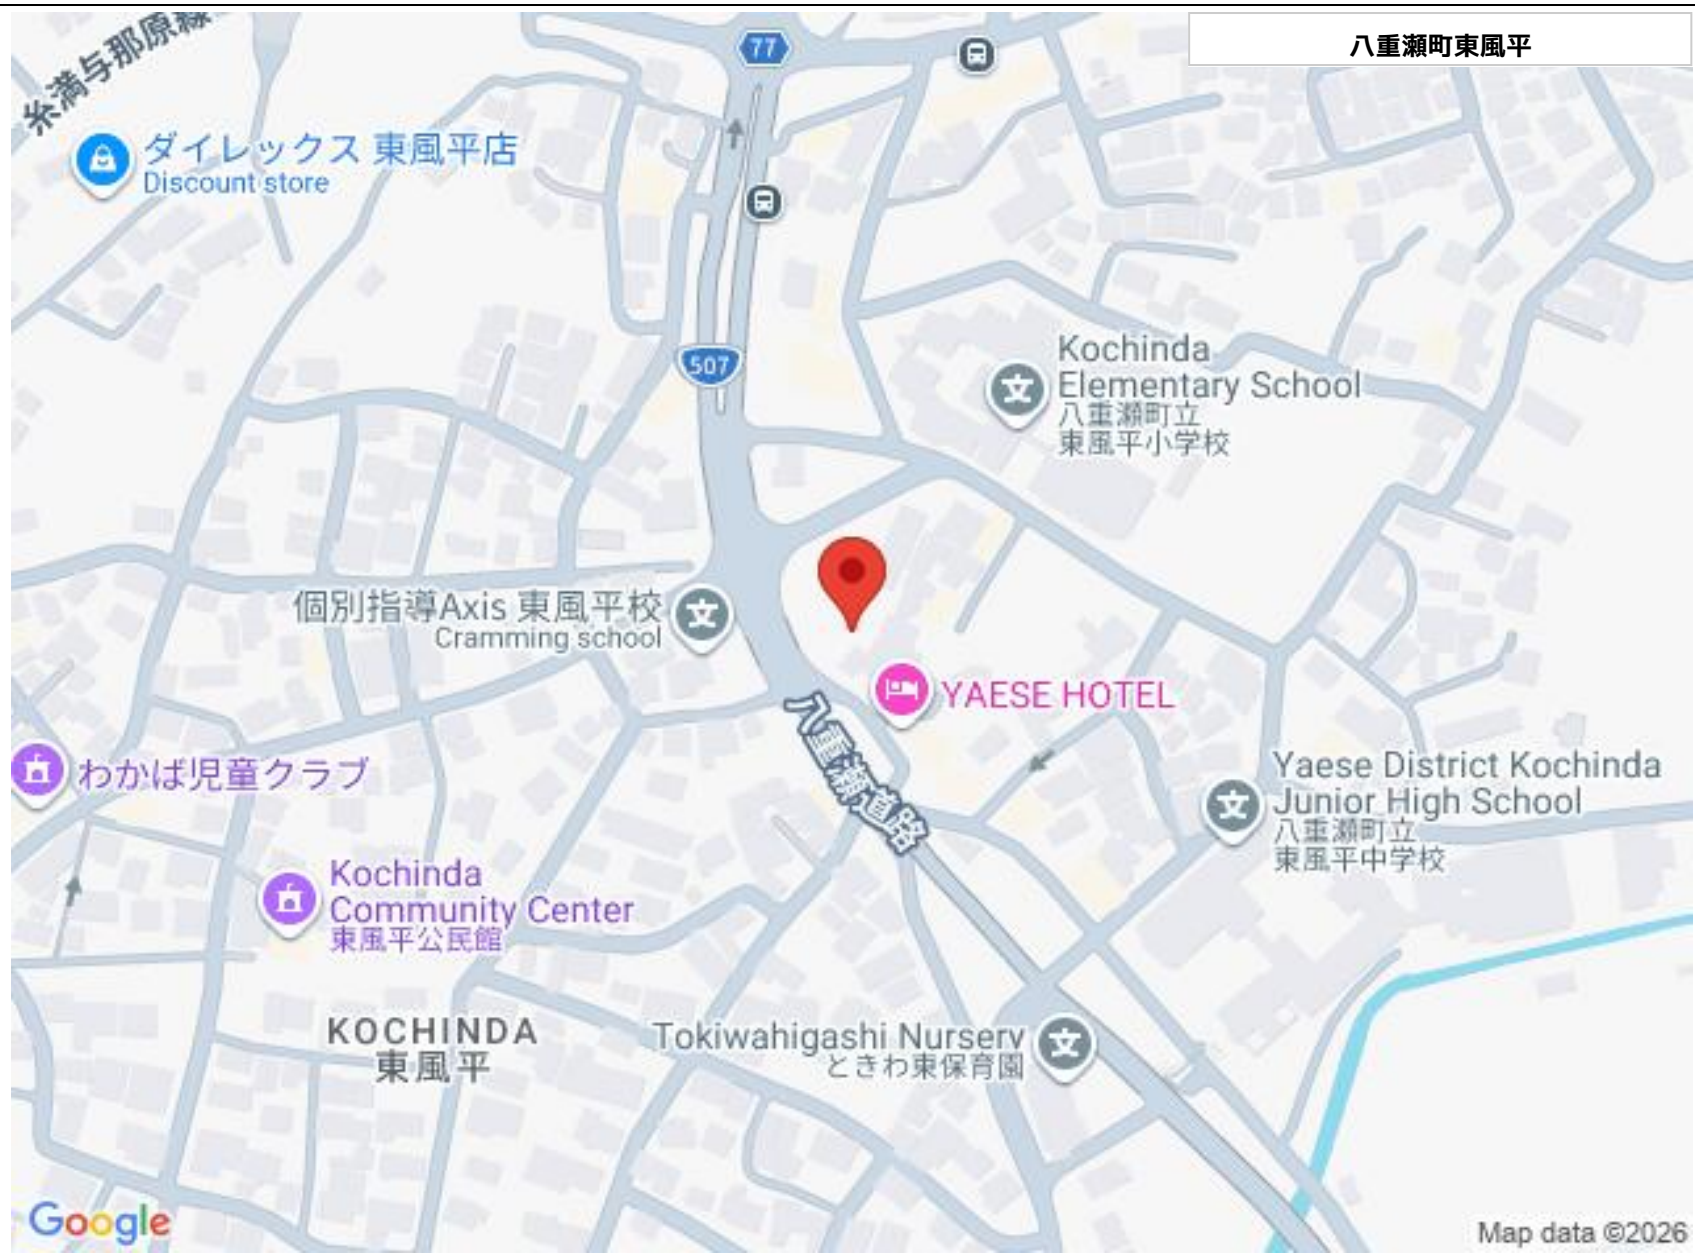 八重瀬町東風平
77
糸満与那原線
ダイレックス 東風平店
Discount store
507
Kochinda
Elementary School
八重瀬町立
東風平小学校
個別指導Axis 東風平校
Cramming school
YAESE HOTEL
八重瀬道路
わかば児童クラブ
Yaese District Kochinda
Junior High School
八重瀬町立
東風平中学校
Kochinda
Community Center
東風平公民館
KOCHINDA
東風平
Tokiwahigashi Nursery
ときわ東保育園
Google
Map data ©2026